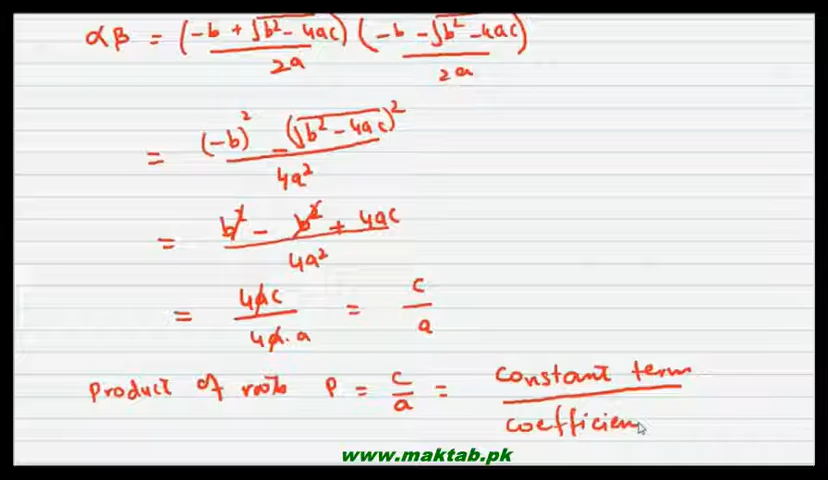 αβ = (-b + √b² - 4ac) (-b - √b² - 4ac) / 2a 2a
= (-b)² - (√b² - 4ac)² / 4a²
= b² - b² + 4ac / 4a²
= 4ac / 4a.a = c / a
Product of roots P = c/a = constant term / coefficien
www.maktab.pk